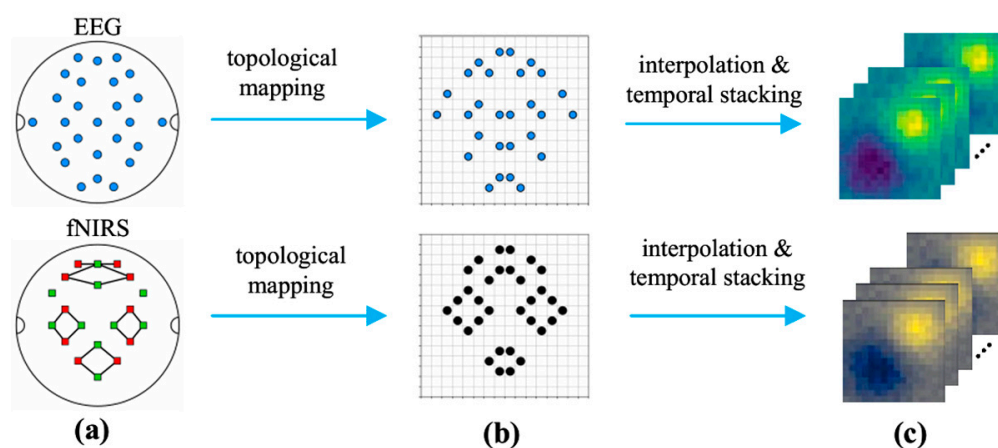 EEG
topological
mapping
interpolation &
temporal stacking
fNIRS
topological
mapping
interpolation &
temporal stacking
(a)
(b)
(c)